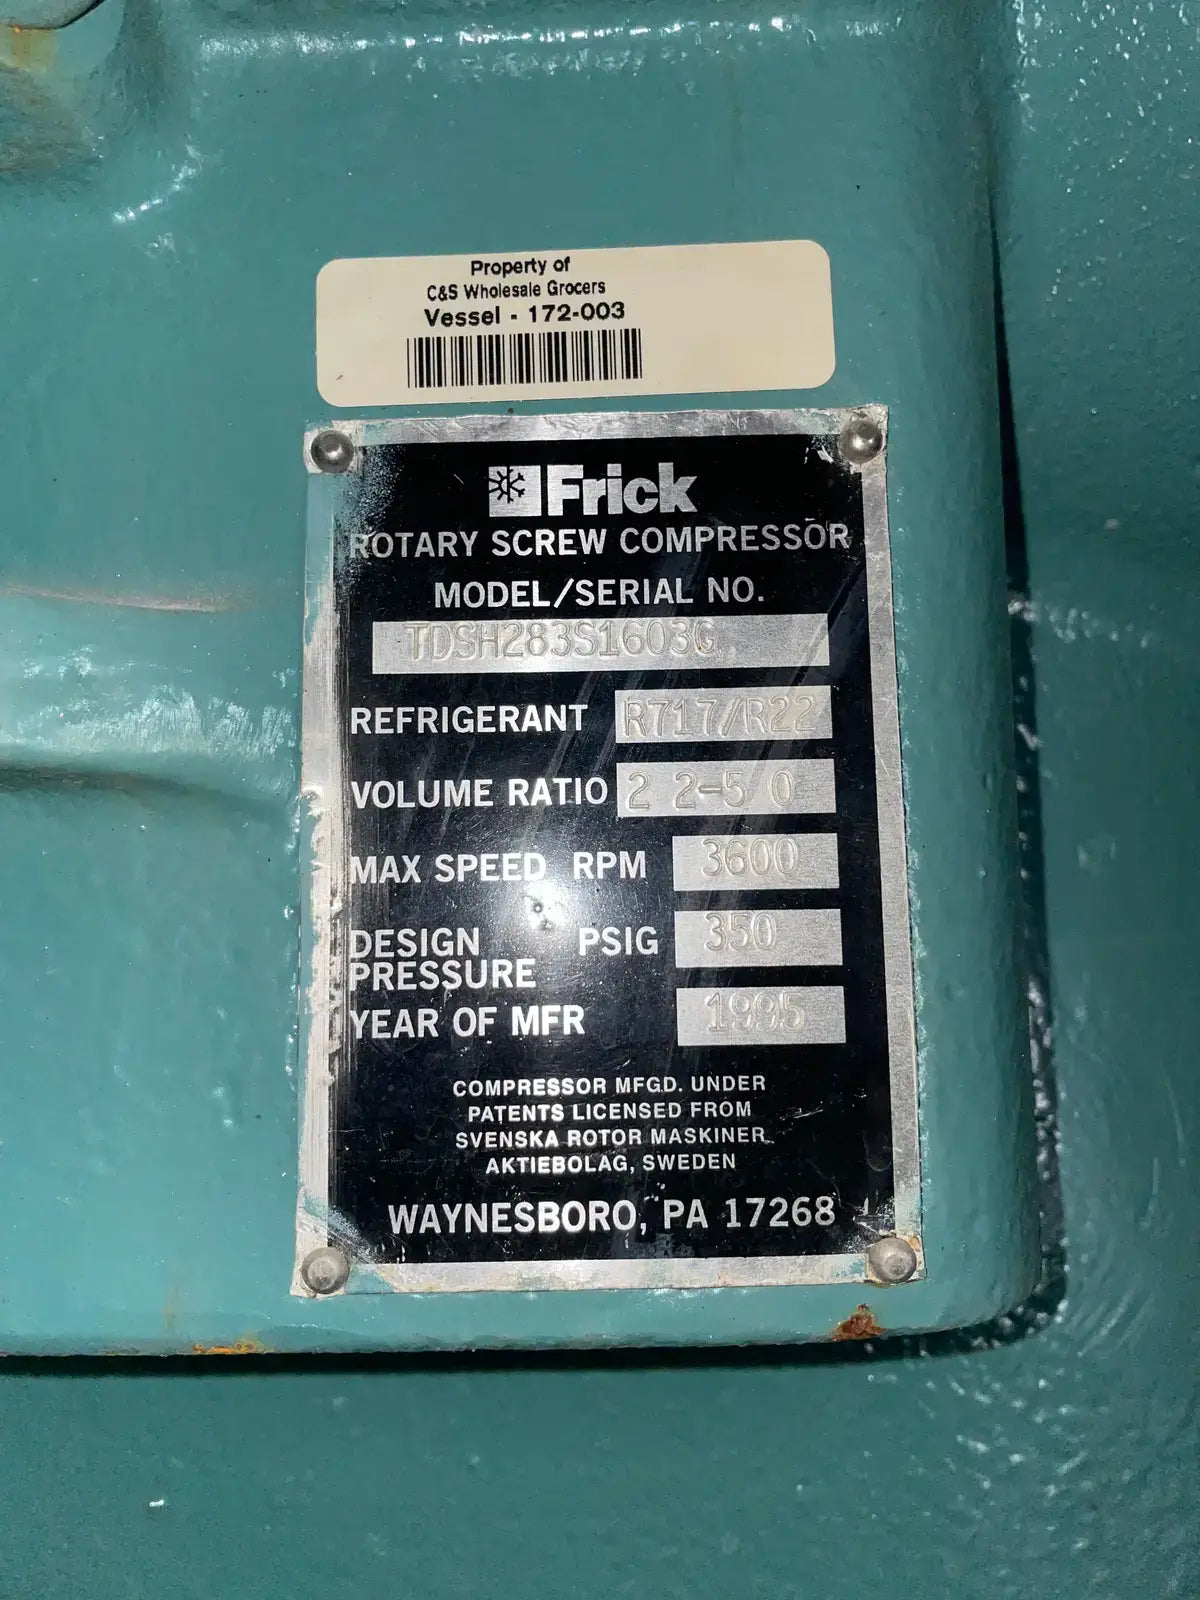 Property of
C&S Wholesale Grocers
Vessel - 172-003
Frick
ROTARY SCREW COMPRESSOR
MODEL/SERIAL NO.
TDSH283S1603G
REFRIGERANT R717/R22
VOLUME RATIO 2 2-5 0
MAX SPEED RPM 3600
DESIGN PSIG 350
PRESSURE
YEAR OF MFR 1995
COMPRESSOR MFGD. UNDER
PATENTS LICENSED FROM
SVENSKA ROTOR MASKINER
AKTIEBOLAG, SWEDEN
WAYNESBORO, PA 17268